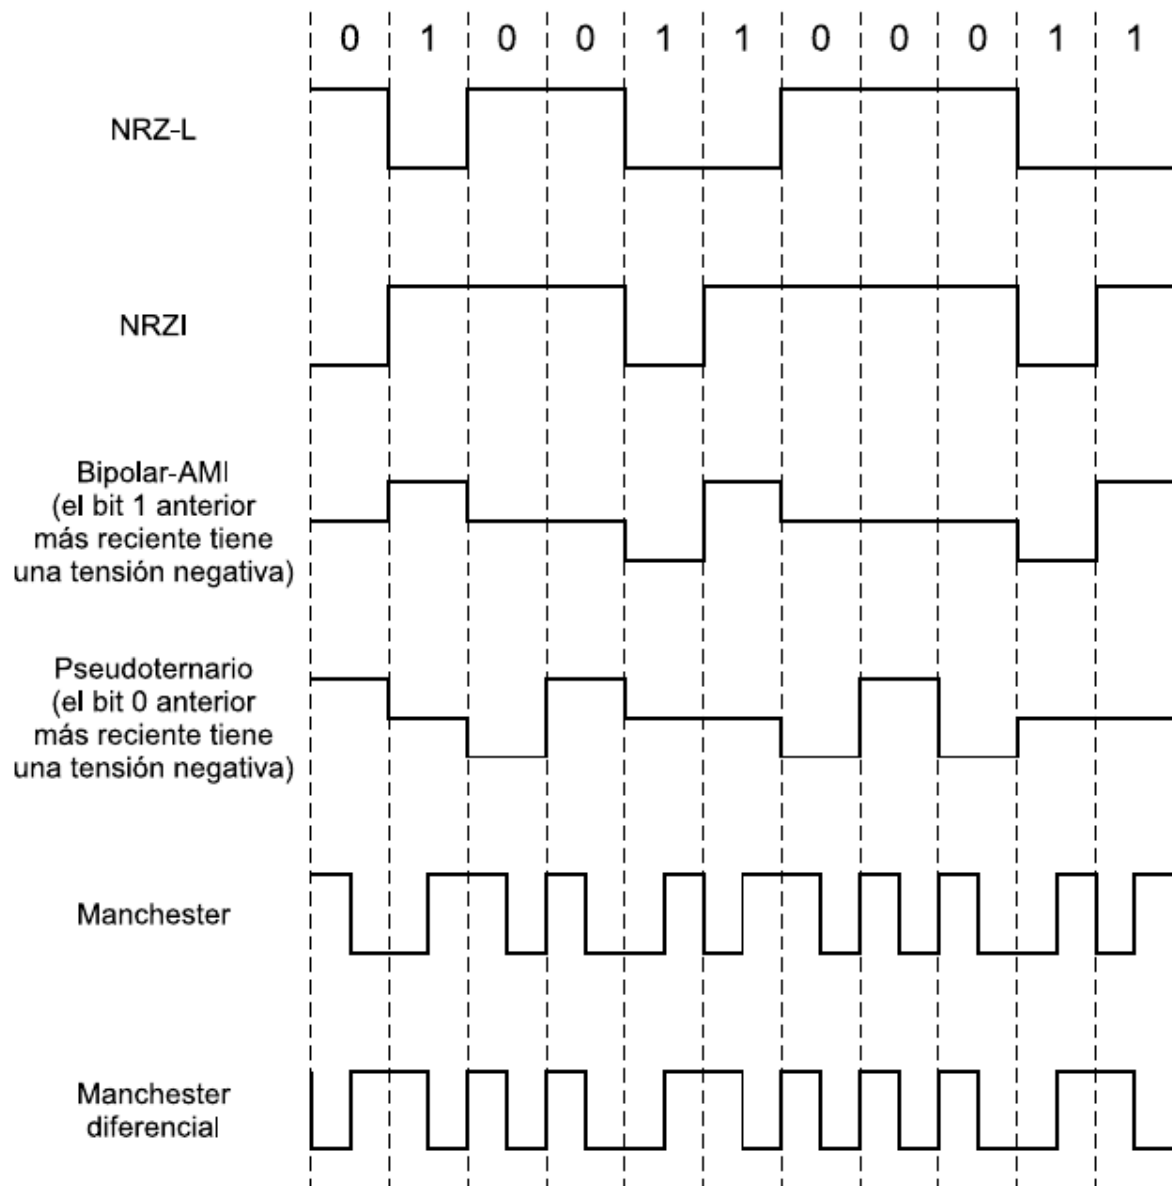 0 1 0 0 1 1 0 0 0 1 1
NRZ-L
NRZI
Bipolar-AMI
(el bit 1 anterior
más reciente tiene
una tensión negativa)
Pseudoternario
(el bit 0 anterior
más reciente tiene
una tensión negativa)
Manchester
Manchester
diferencial